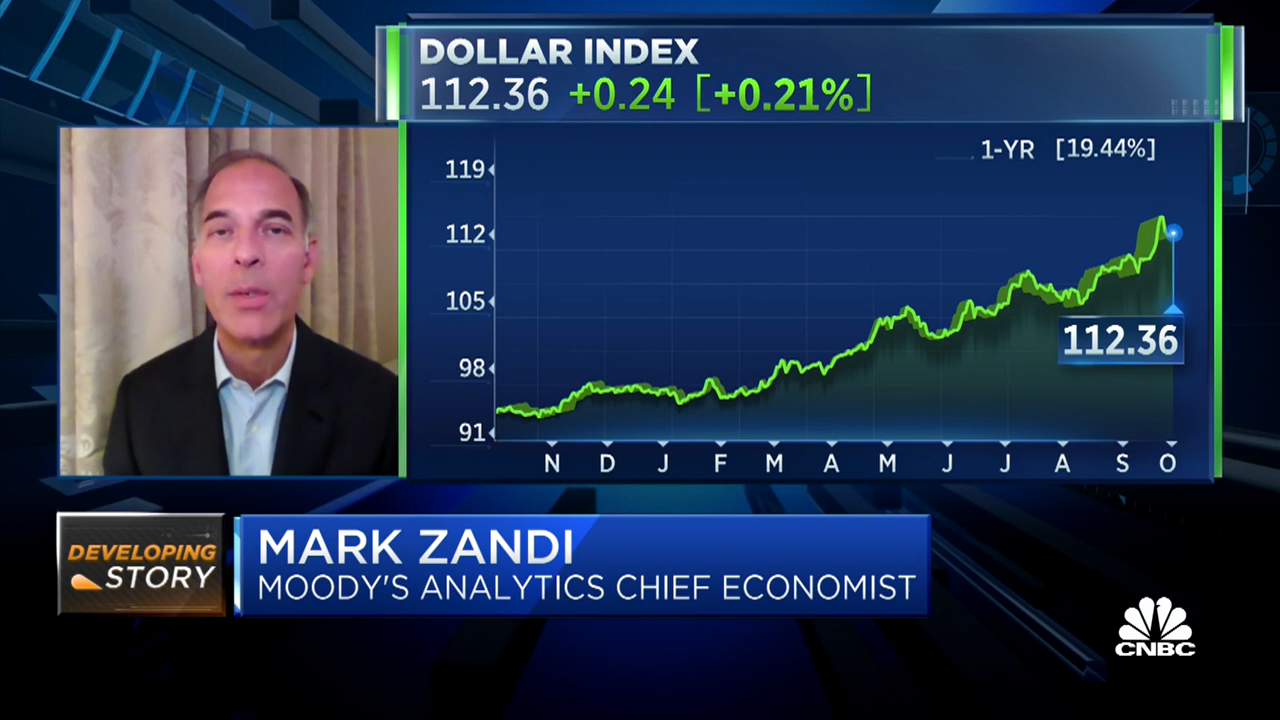 DOLLAR INDEX
112.36 +0.24 [+0.21%]
1-YR [19.44%]
119
112
105
98
91
112.36
N D J F M A M J J A S O
DEVELOPING
STORY
MARK ZANDI
MOODY'S ANALYTICS CHIEF ECONOMIST
CNBC